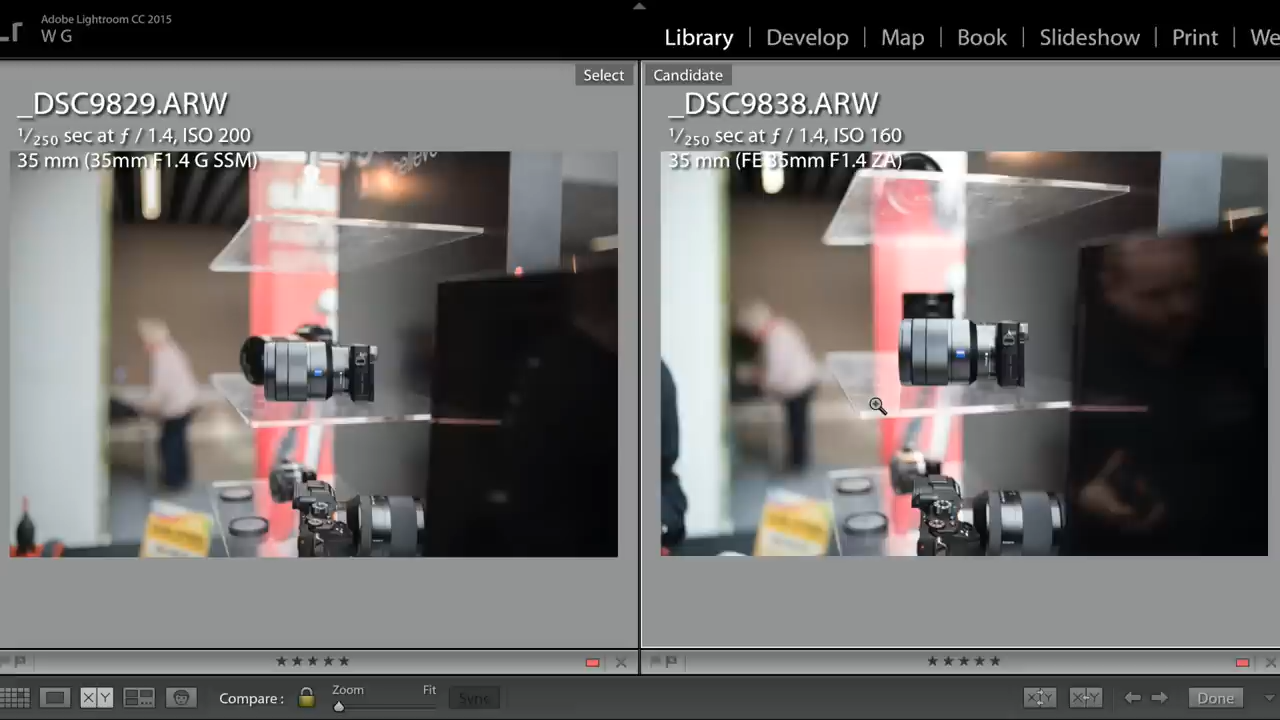 Adobe Lightroom CC 2015
W G
Library | Develop | Map | Book | Slideshow | Print | We
Select
Candidate
_DSC9829.ARW
1/250 sec at ƒ / 1.4, ISO 200
35 mm (35mm F1.4 G SSM)
_DSC9838.ARW
1/250 sec at ƒ / 1.4, ISO 160
35 mm (FE 35mm F1.4 ZA)
XY
Compare :
Zoom
Fit
Sync
Done